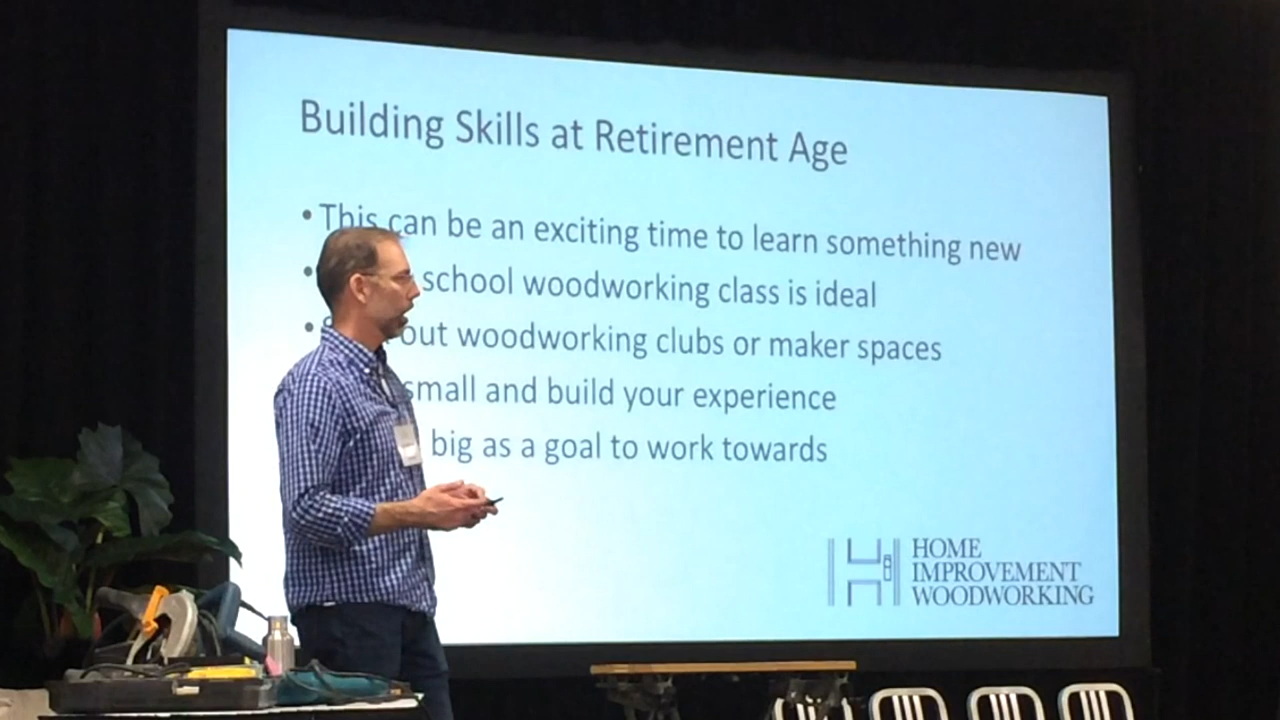 Building Skills at Retirement Age
• This can be an exciting time to learn something new
• school woodworking class is ideal
• out woodworking clubs or maker spaces
small and build your experience
big as a goal to work towards
HOME
IMPROVEMENT
WOODWORKING